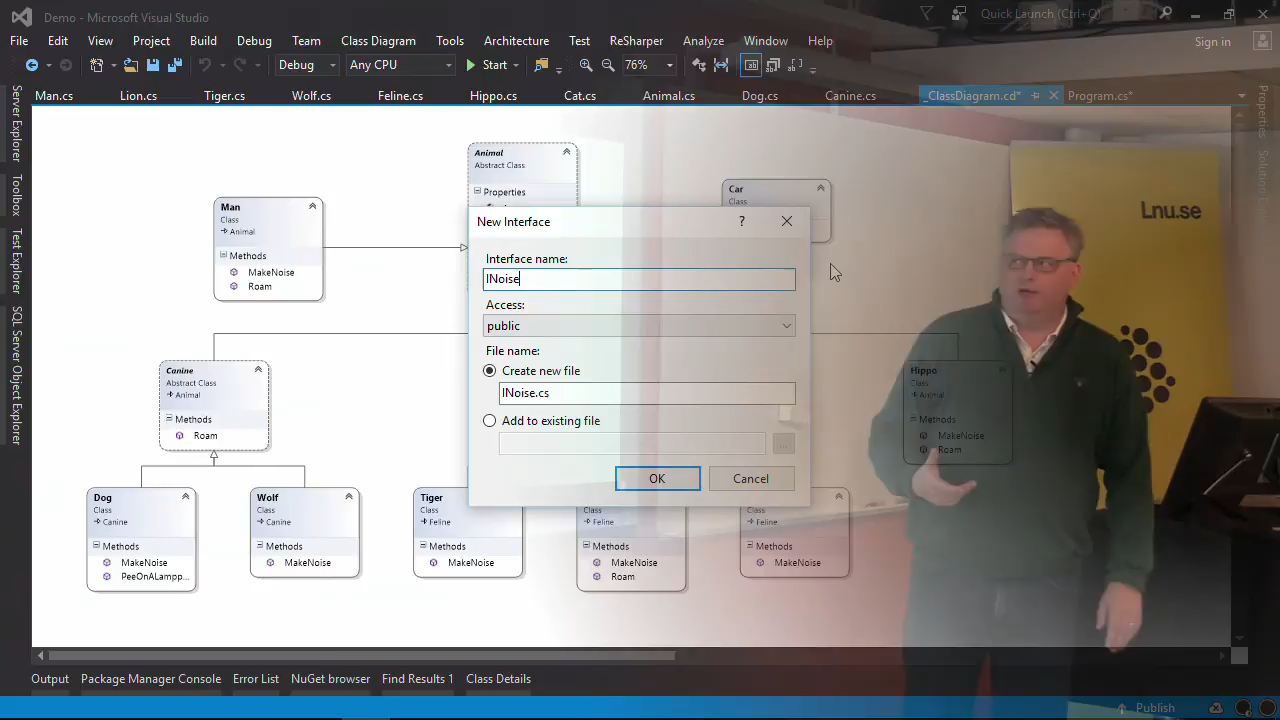 Demo - Microsoft Visual Studio
Quick Launch (Ctrl+Q)
File Edit View Project Build Debug Team Class Diagram Tools Architecture Test ReSharper Analyze Window Help
Sign in
Debug Any CPU Start 76%
Man.cs Lion.cs Tiger.cs Wolf.cs Feline.cs Hippo.cs Cat.cs Animal.cs Dog.cs Canine.cs _ClassDiagram.cd* Program.cs*
Server Explorer
Toolbox
Test Explorer
SQL Server Object Explorer
Properties
Animal
Abstract Class
Properties
Man
Class
Animal
Methods
MakeNoise
Roam
Car
Class
Lnu.se
New Interface
?
Interface name:
INoise
Access:
public
File name:
Create new file
INoise.cs
Add to existing file
...
OK
Cancel
Canine
Abstract Class
Animal
Methods
Roam
Hippo
Class
Animal
Methods
MakeNoise
Roam
Dog
Class
Canine
Methods
MakeNoise
PeeOnALampp...
Wolf
Class
Canine
Methods
MakeNoise
Tiger
Class
Feline
Methods
MakeNoise
Class
Feline
Methods
MakeNoise
Roam
Class
Feline
Methods
MakeNoise
Output Package Manager Console Error List NuGet browser Find Results 1 Class Details
Publish